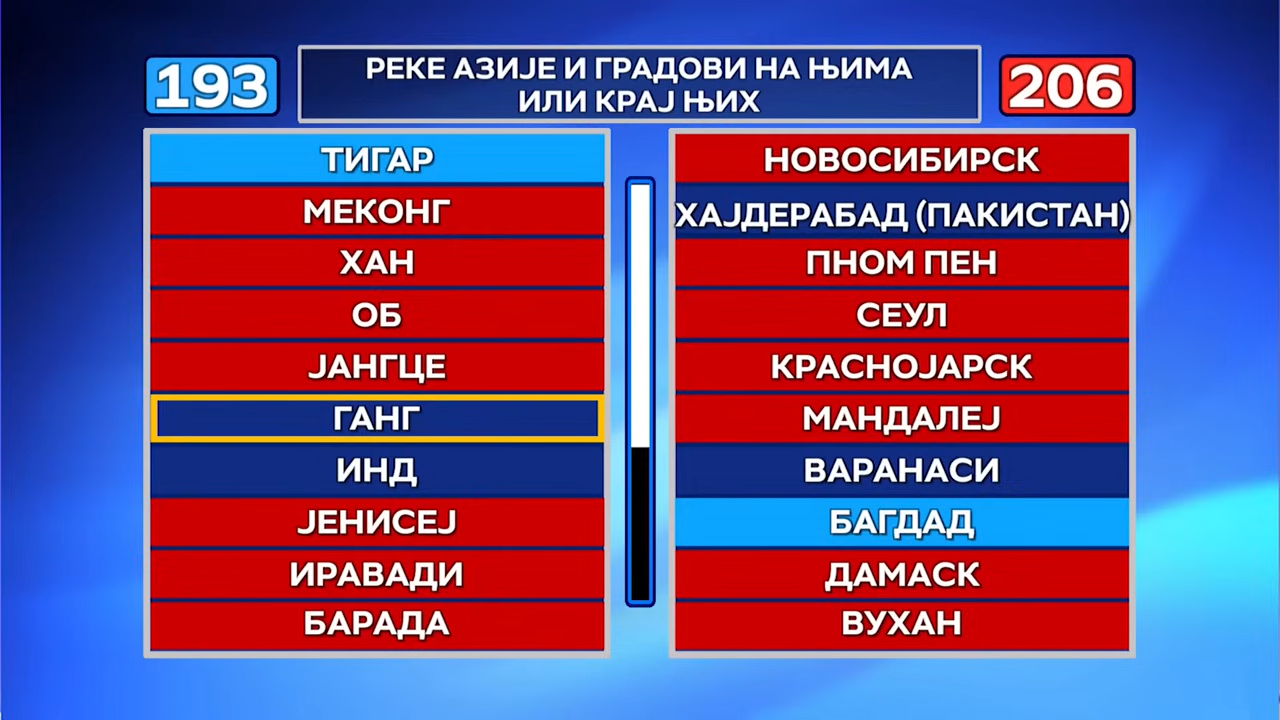 193
РЕКЕ АЗИЈЕ И ГРАДОВИ НА ЊИМА
ИЛИ КРАЈ ЊИХ
206
ТИГАР
МЕКОНГ
ХАН
ОБ
ЈАНГЦЕ
ГАНГ
ИНД
ЈЕНИСЕЈ
ИРАВАДИ
БАРАДА
НОВОСИБИРСК
ХАЈДЕРАБАД (ПАКИСТАН)
ПНОМ ПЕН
СЕУЛ
КРАСНОЈАРСК
МАНДАЛЕЈ
ВАРАНАСИ
БАГДАД
ДАМАСК
ВУХАН